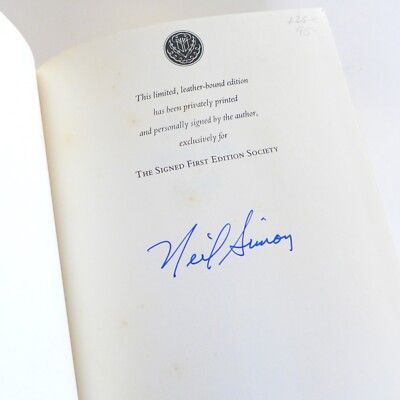 This limited, leather-bound edition
has been privately printed
and personally signed by the author,
exclusively for
THE SIGNED FIRST EDITION SOCIETY
Neil Simon